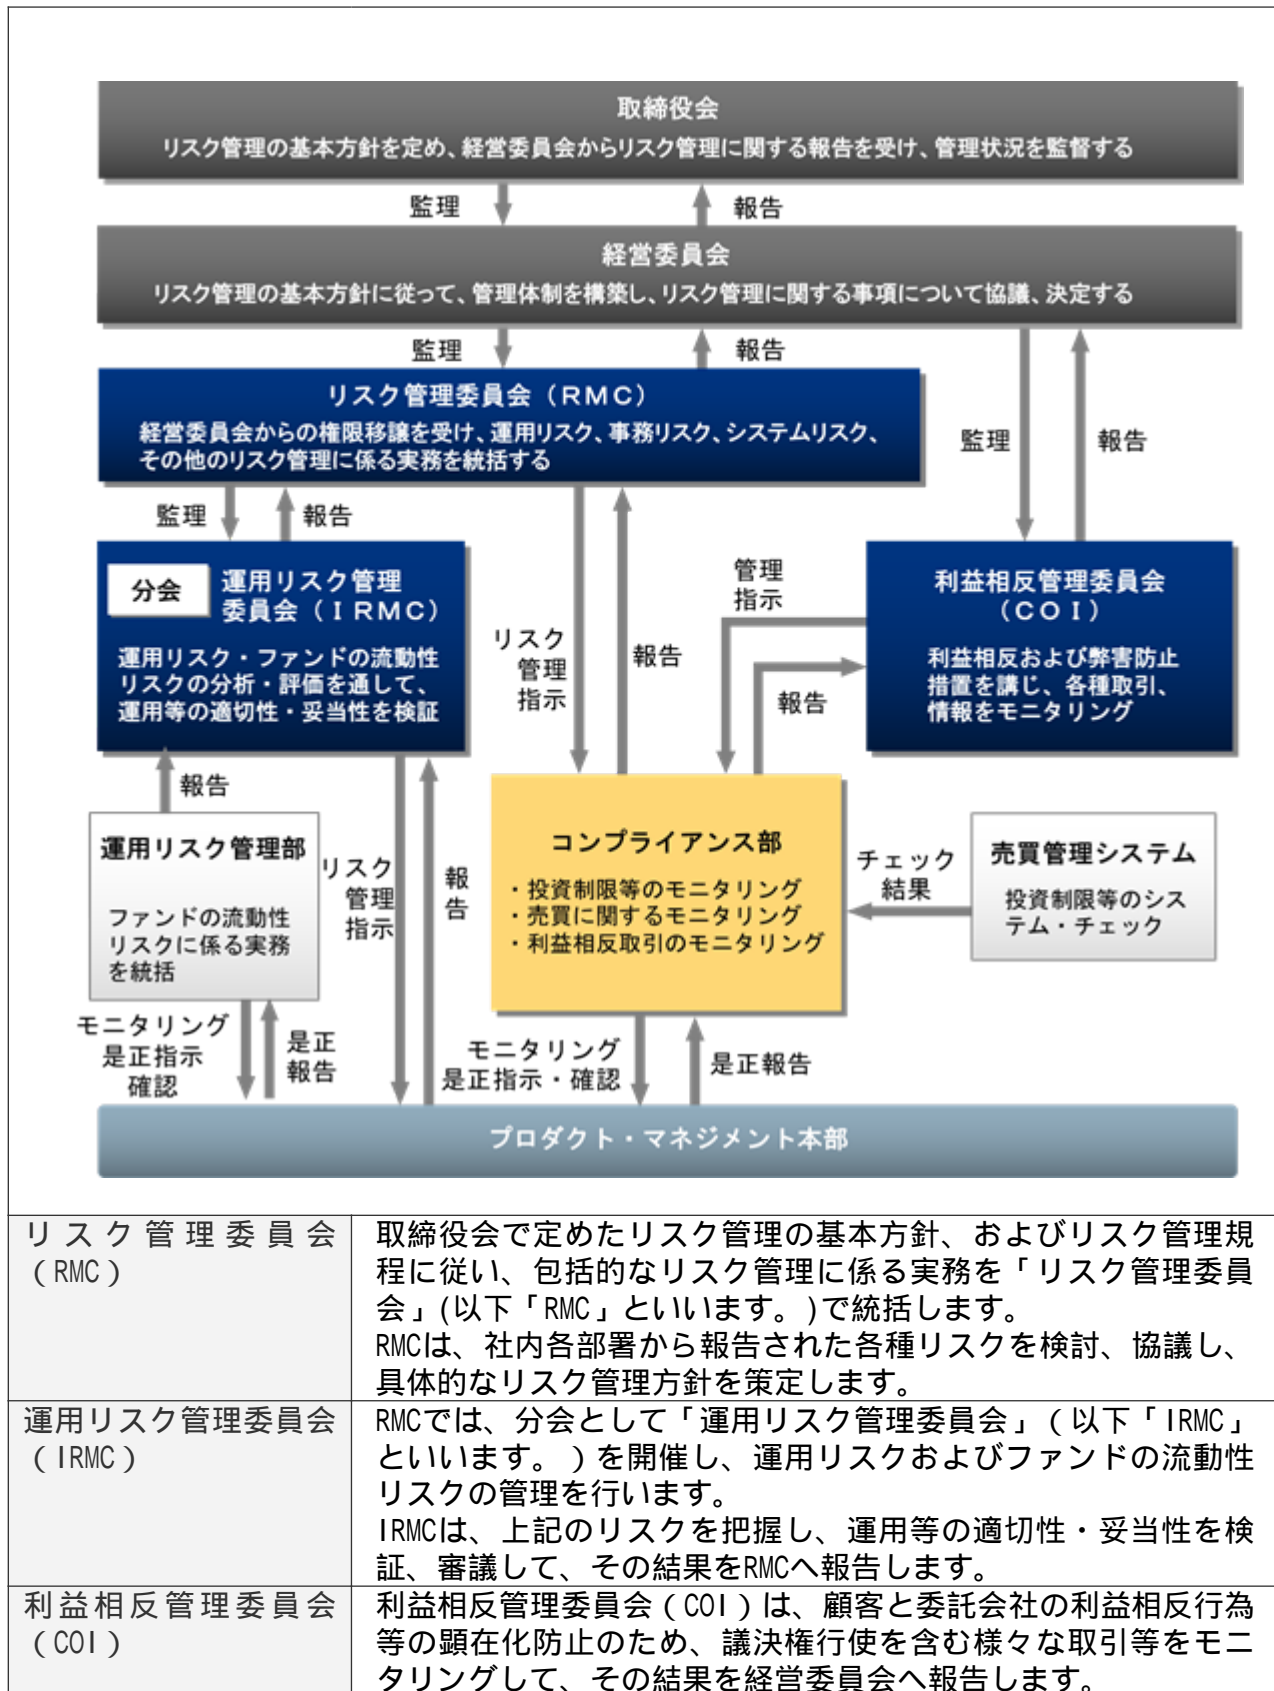 取締役会
リスク管理の基本方針を定め、経営委員会からリスク管理に関する報告を受け、管理状況を監督する
監理
報告
経営委員会
リスク管理の基本方針に従って、管理体制を構築し、リスク管理に関する事項について協議、決定する
監理
報告
リスク管理委員会（ＲＭＣ）
経営委員会からの権限移譲を受け、運用リスク、事務リスク、システムリスク、
その他のリスク管理に係る実務を統括する
監理
報告
監理
報告
分会
運用リスク管理
委員会（ＩＲＭＣ）
運用リスク・ファンドの流動性
リスクの分析・評価を通して、
運用等の適切性・妥当性を検証
リスク
管理
指示
報告
管理
指示
報告
利益相反管理委員会
（ＣＯＩ）
利益相反および弊害防止
措置を講じ、各種取引、
情報をモニタリング
報告
運用リスク管理部
ファンドの流動性
リスクに係る実務
を統括
リスク
管理
指示
報
告
コンプライアンス部
・投資制限等のモニタリング
・売買に関するモニタリング
・利益相反取引のモニタリング
チェック
結果
売買管理システム
投資制限等のシス
テム・チェック
モニタリング
是正指示
確認
是正
報告
モニタリング
是正指示・確認
是正報告
プロダクト・マネジメント本部
リスク管理委員会
（RMC）
取締役会で定めたリスク管理の基本方針、およびリスク管理規
程に従い、包括的なリスク管理に係る実務を「リスク管理委員
会」(以下「RMC」といいます。)で統括します。
RMCは、社内各部署から報告された各種リスクを検討、協議し、
具体的なリスク管理方針を策定します。
運用リスク管理委員会
（IRMC）
RMCでは、分会として「運用リスク管理委員会」（以下「IRMC」
といいます。）を開催し、運用リスクおよびファンドの流動性
リスクの管理を行います。
IRMCは、上記のリスクを把握し、運用等の適切性・妥当性を検
証、審議して、その結果をRMCへ報告します。
利益相反管理委員会
（COI）
利益相反管理委員会（COI）は、顧客と委託会社の利益相反行為
等の顕在化防止のため、議決権行使を含む様々な取引等をモニ
タリングして、その結果を経営委員会へ報告します。